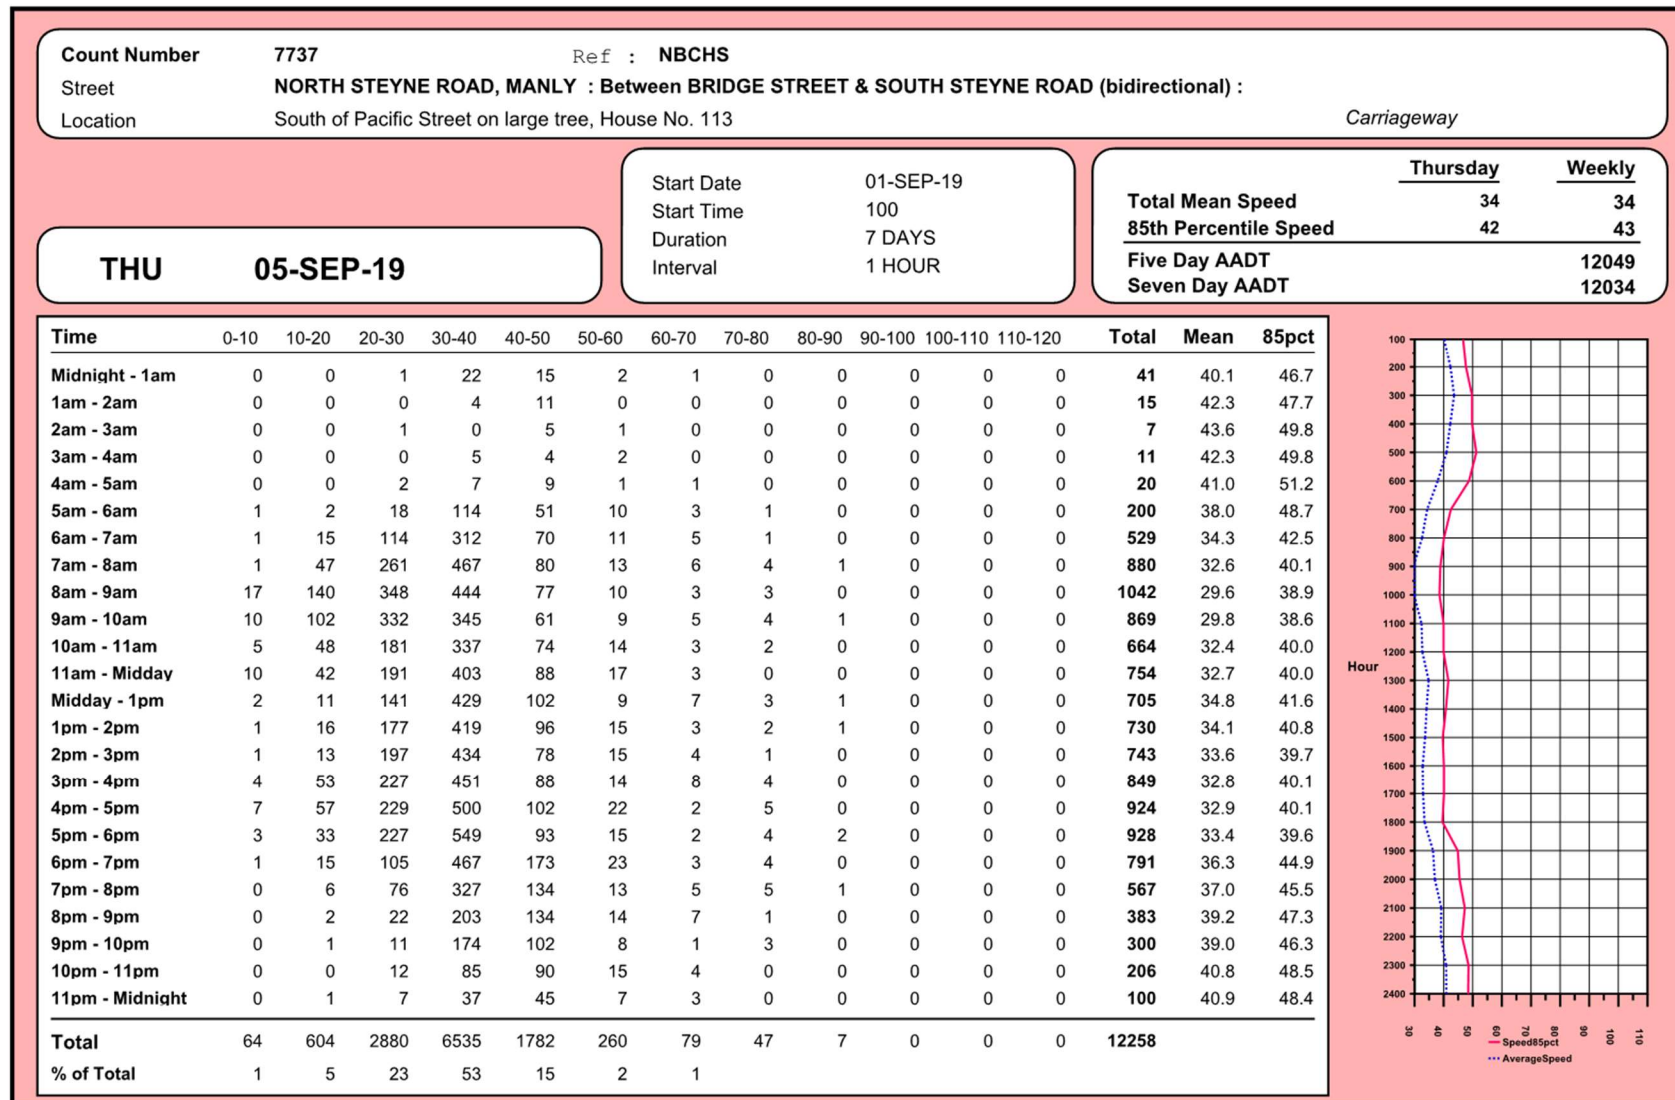 Count Number 7737 Ref : NBCHS
Street NORTH STEYNE ROAD, MANLY : Between BRIDGE STREET & SOUTH STEYNE ROAD (bidirectional) :
Location South of Pacific Street on large tree, House No. 113 Carriageway
THU 05-SEP-19
Start Date 01-SEP-19
Start Time 100
Duration 7 DAYS
Interval 1 HOUR
Thursday Weekly
Total Mean Speed 34 34
85th Percentile Speed 42 43
Five Day AADT 12049
Seven Day AADT 12034
Time 0-10 10-20 20-30 30-40 40-50 50-60 60-70 70-80 80-90 90-100 100-110 110-120 Total Mean 85pct
Midnight - 1am 0 0 1 22 15 2 1 0 0 0 0 0 41 40.1 46.7
1am - 2am 0 0 0 4 11 0 0 0 0 0 0 0 15 42.3 47.7
2am - 3am 0 0 1 0 5 1 0 0 0 0 0 0 7 43.6 49.8
3am - 4am 0 0 0 5 4 2 0 0 0 0 0 0 11 42.3 49.8
4am - 5am 0 0 2 7 9 1 1 0 0 0 0 0 20 41.0 51.2
5am - 6am 1 2 18 114 51 10 3 1 0 0 0 0 200 38.0 48.7
6am - 7am 1 15 114 312 70 11 5 1 0 0 0 0 529 34.3 42.5
7am - 8am 1 47 261 467 80 13 6 4 1 0 0 0 880 32.6 40.1
8am - 9am 17 140 348 444 77 10 3 3 0 0 0 0 1042 29.6 38.9
9am - 10am 10 102 332 345 61 9 5 4 1 0 0 0 869 29.8 38.6
10am - 11am 5 48 181 337 74 14 3 2 0 0 0 0 664 32.4 40.0
11am - Midday 10 42 191 403 88 17 3 0 0 0 0 0 754 32.7 40.0
Midday - 1pm 2 11 141 429 102 9 7 3 1 0 0 0 705 34.8 41.6
1pm - 2pm 1 16 177 419 96 15 3 2 1 0 0 0 730 34.1 40.8
2pm - 3pm 1 13 197 434 78 15 4 1 0 0 0 0 743 33.6 39.7
3pm - 4pm 4 53 227 451 88 14 8 4 0 0 0 0 849 32.8 40.1
4pm - 5pm 7 57 229 500 102 22 2 5 0 0 0 0 924 32.9 40.1
5pm - 6pm 3 33 227 549 93 15 2 4 2 0 0 0 928 33.4 39.6
6pm - 7pm 1 15 105 467 173 23 3 4 0 0 0 0 791 36.3 44.9
7pm - 8pm 0 6 76 327 134 13 5 5 1 0 0 0 567 37.0 45.5
8pm - 9pm 0 2 22 203 134 14 7 1 0 0 0 0 383 39.2 47.3
9pm - 10pm 0 1 11 174 102 8 1 3 0 0 0 0 300 39.0 46.3
10pm - 11pm 0 0 12 85 90 15 4 0 0 0 0 0 206 40.8 48.5
11pm - Midnight 0 1 7 37 45 7 3 0 0 0 0 0 100 40.9 48.4
Total 64 604 2880 6535 1782 260 79 47 7 0 0 0 12258
% of Total 1 5 23 53 15 2 1
100
200
300
400
500
600
700
800
900
1000
1100
1200
Hour
1300
1400
1500
1600
1700
1800
1900
2000
2100
2200
2300
2400
30 40 50 60 70 80 90 100 110
Speed85pct
AverageSpeed